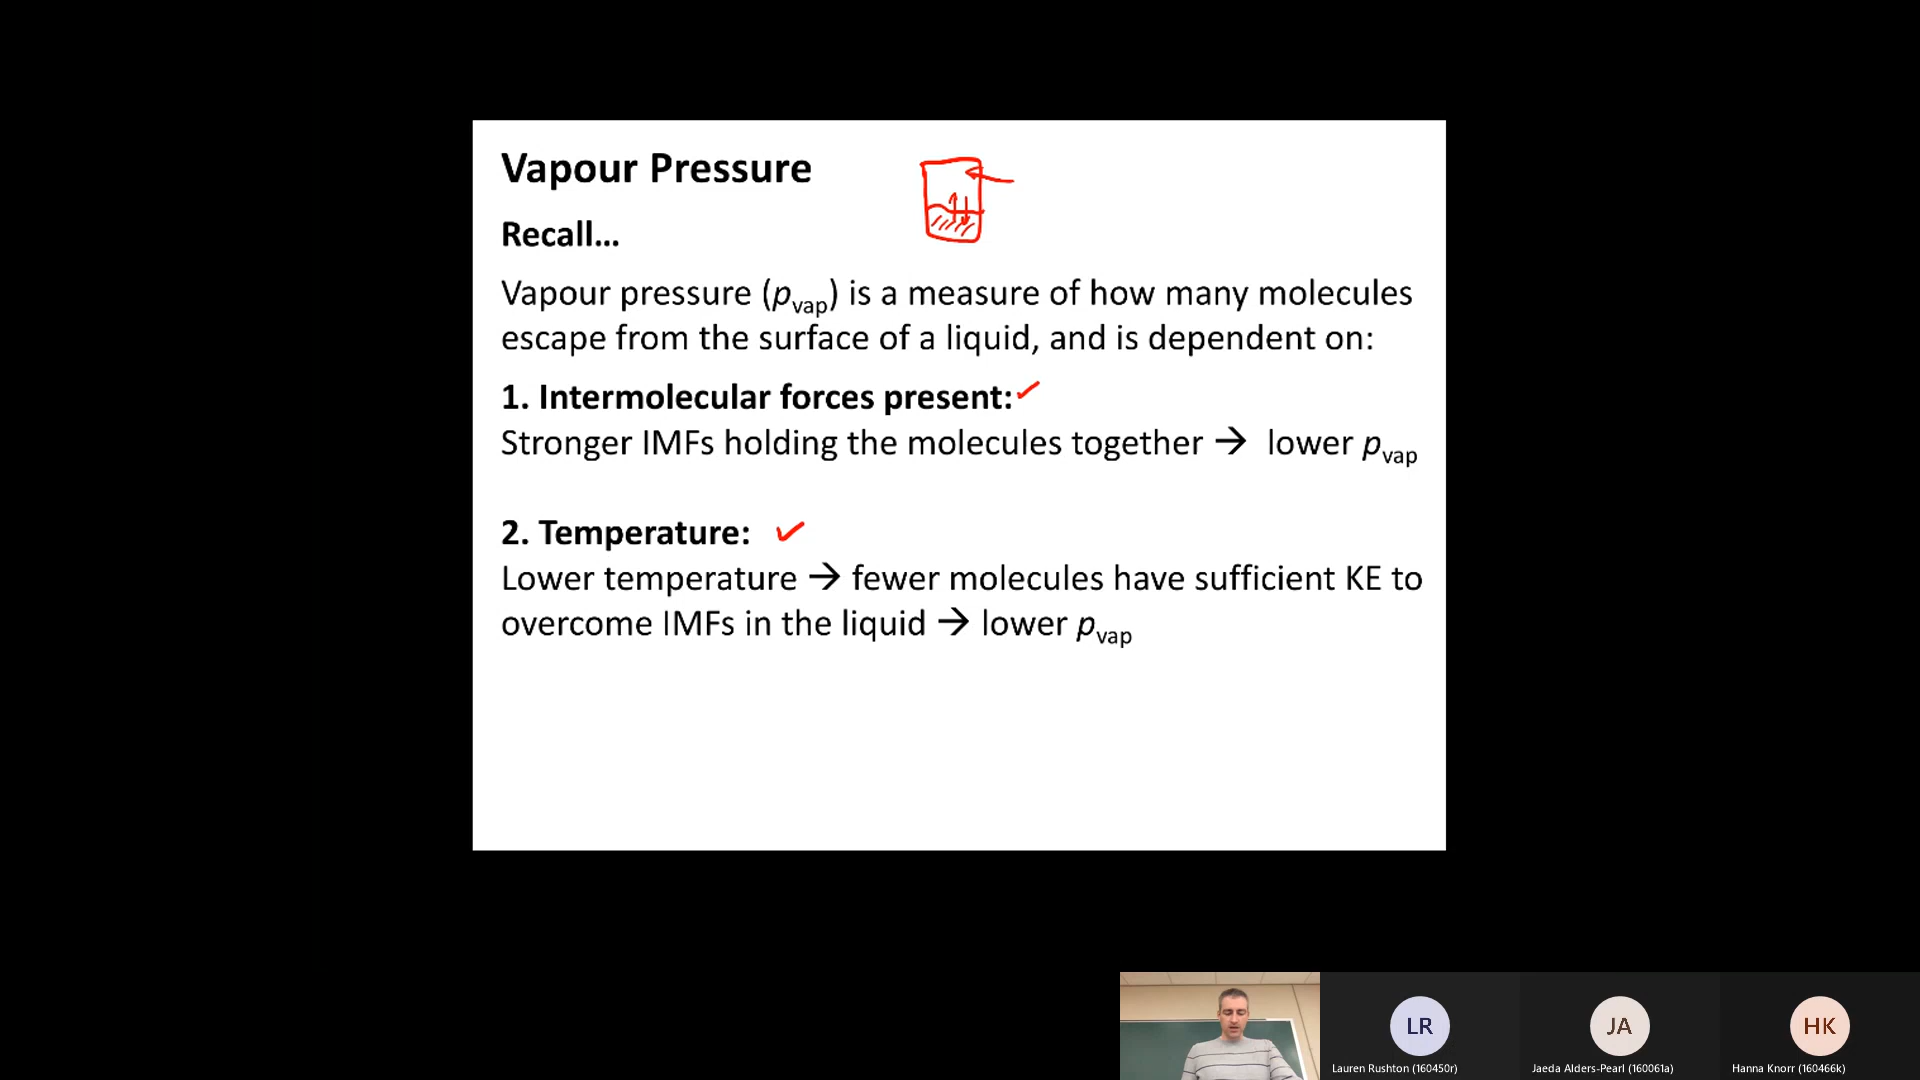 Vapour Pressure
Recall...
Vapour pressure (pvap) is a measure of how many molecules
escape from the surface of a liquid, and is dependent on:
1. Intermolecular forces present:
Stronger IMFs holding the molecules together → lower pvap
2. Temperature:
Lower temperature → fewer molecules have sufficient KE to
overcome IMFs in the liquid → lower pvap
LR
JA
HK
Lauren Rushton (160450r)
Jaeda Alders-Pearl (160061a)
Hanna Knorr (160466k)